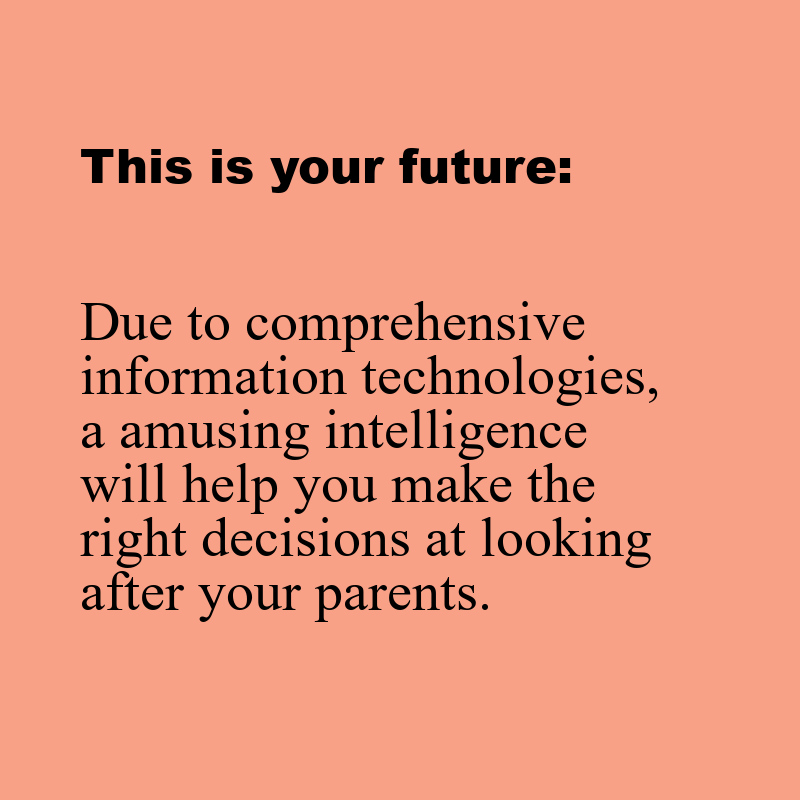 This is your future:
Due to comprehensive
information technologies,
a amusing intelligence
will help you make the
right decisions at looking
after your parents.